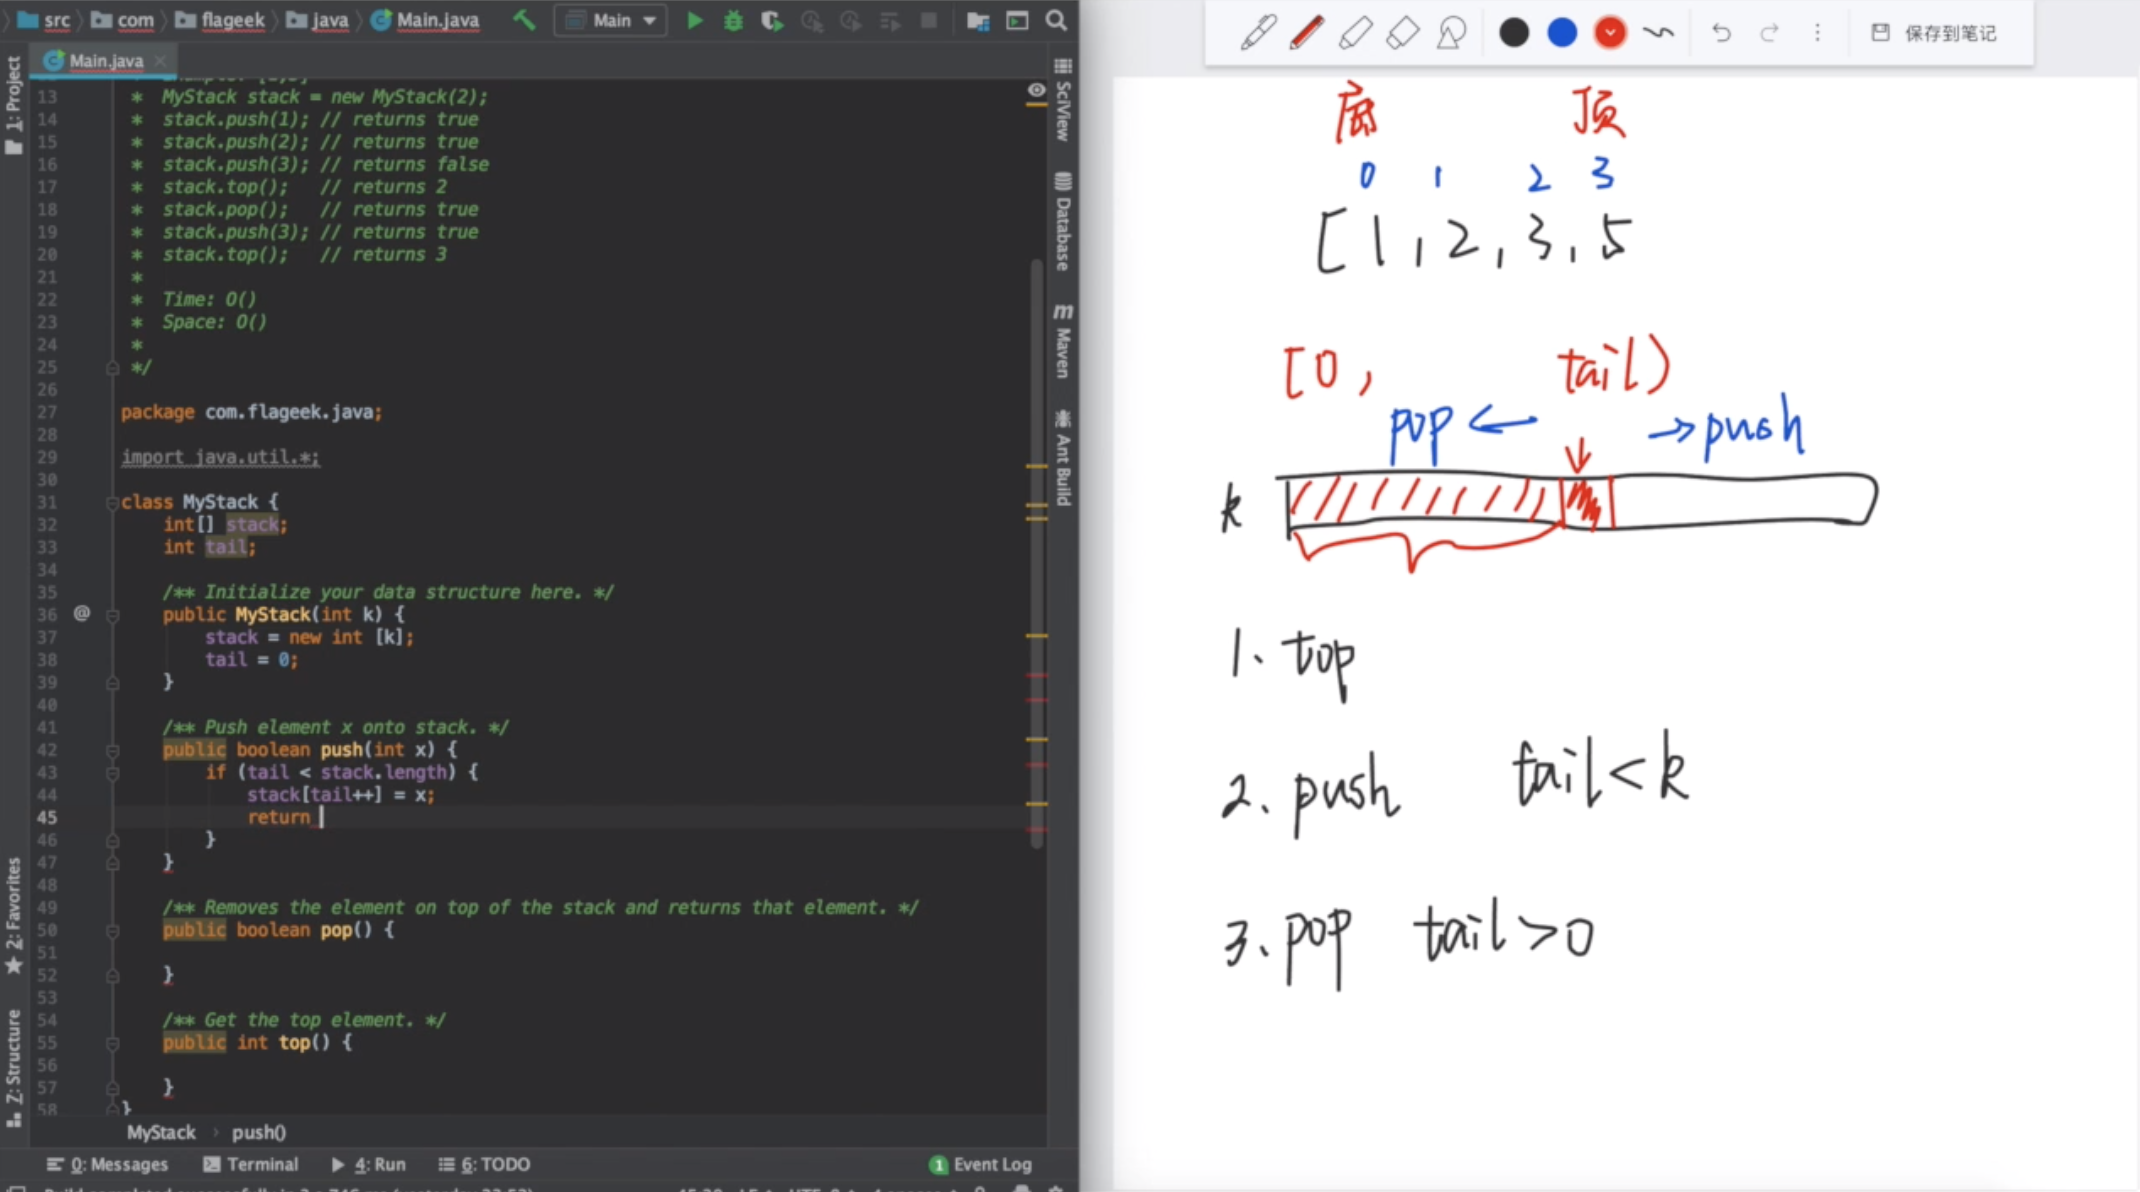 src com flageek java Main.java Main
Main.java
1: Project
13 * MyStack stack = new MyStack(2);
14 * stack.push(1); // returns true
15 * stack.push(2); // returns true
16 * stack.push(3); // returns false
17 * stack.top(); // returns 2
18 * stack.pop(); // returns true
19 * stack.push(3); // returns true
20 * stack.top(); // returns 3
21 *
22 * Time: O()
23 * Space: O()
24 *
25 */
26
27 package com.flageek.java;
28
29 import java.util.*;
30
31 class MyStack {
32 int[] stack;
33 int tail;
34
35 /** Initialize your data structure here. */
36 @ public MyStack(int k) {
37 stack = new int [k];
38 tail = 0;
39 }
40
41 /** Push element x onto stack. */
42 public boolean push(int x) {
43 if (tail < stack.length) {
44 stack[tail++] = x;
45 return
46 }
47 }
48
49 /** Removes the element on top of the stack and returns that element. */
50 public boolean pop() {
51
52 }
53
54 /** Get the top element. */
55 public int top() {
56
57 }
58 }
2: Favorites
Z: Structure
SciView
Database
m Maven
Ant Build
MyStack › push()
0: Messages Terminal 4: Run 6: TODO 1 Event Log
保存到笔记
底 顶
0 1 2 3
[1,2,3,5
[0, tail)
pop ← → push
k
1、top
2、push tail<k
3、pop tail>0